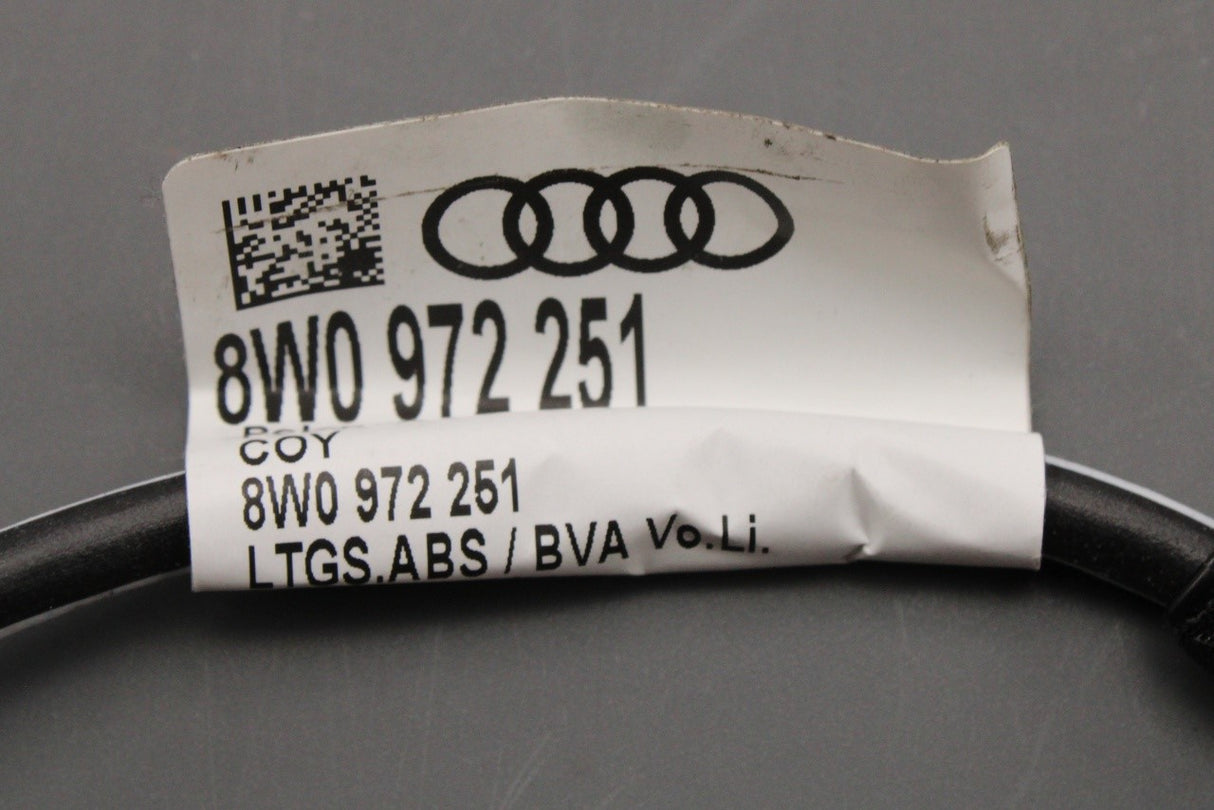 8W0 972 251
COY
8W0 972 251
LTGS.ABS / BVA Vo.Li.